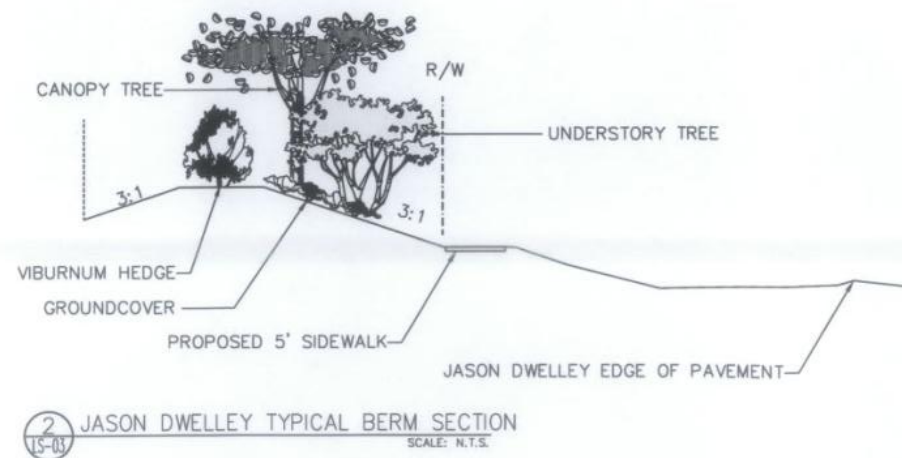 R/W
CANOPY TREE
UNDERSTORY TREE
3:1
3:1
VIBURNUM HEDGE
GROUNDCOVER
PROPOSED 5' SIDEWALK
JASON DWELLEY EDGE OF PAVEMENT
2
LS-03
JASON DWELLEY TYPICAL BERM SECTION
SCALE: N.T.S.